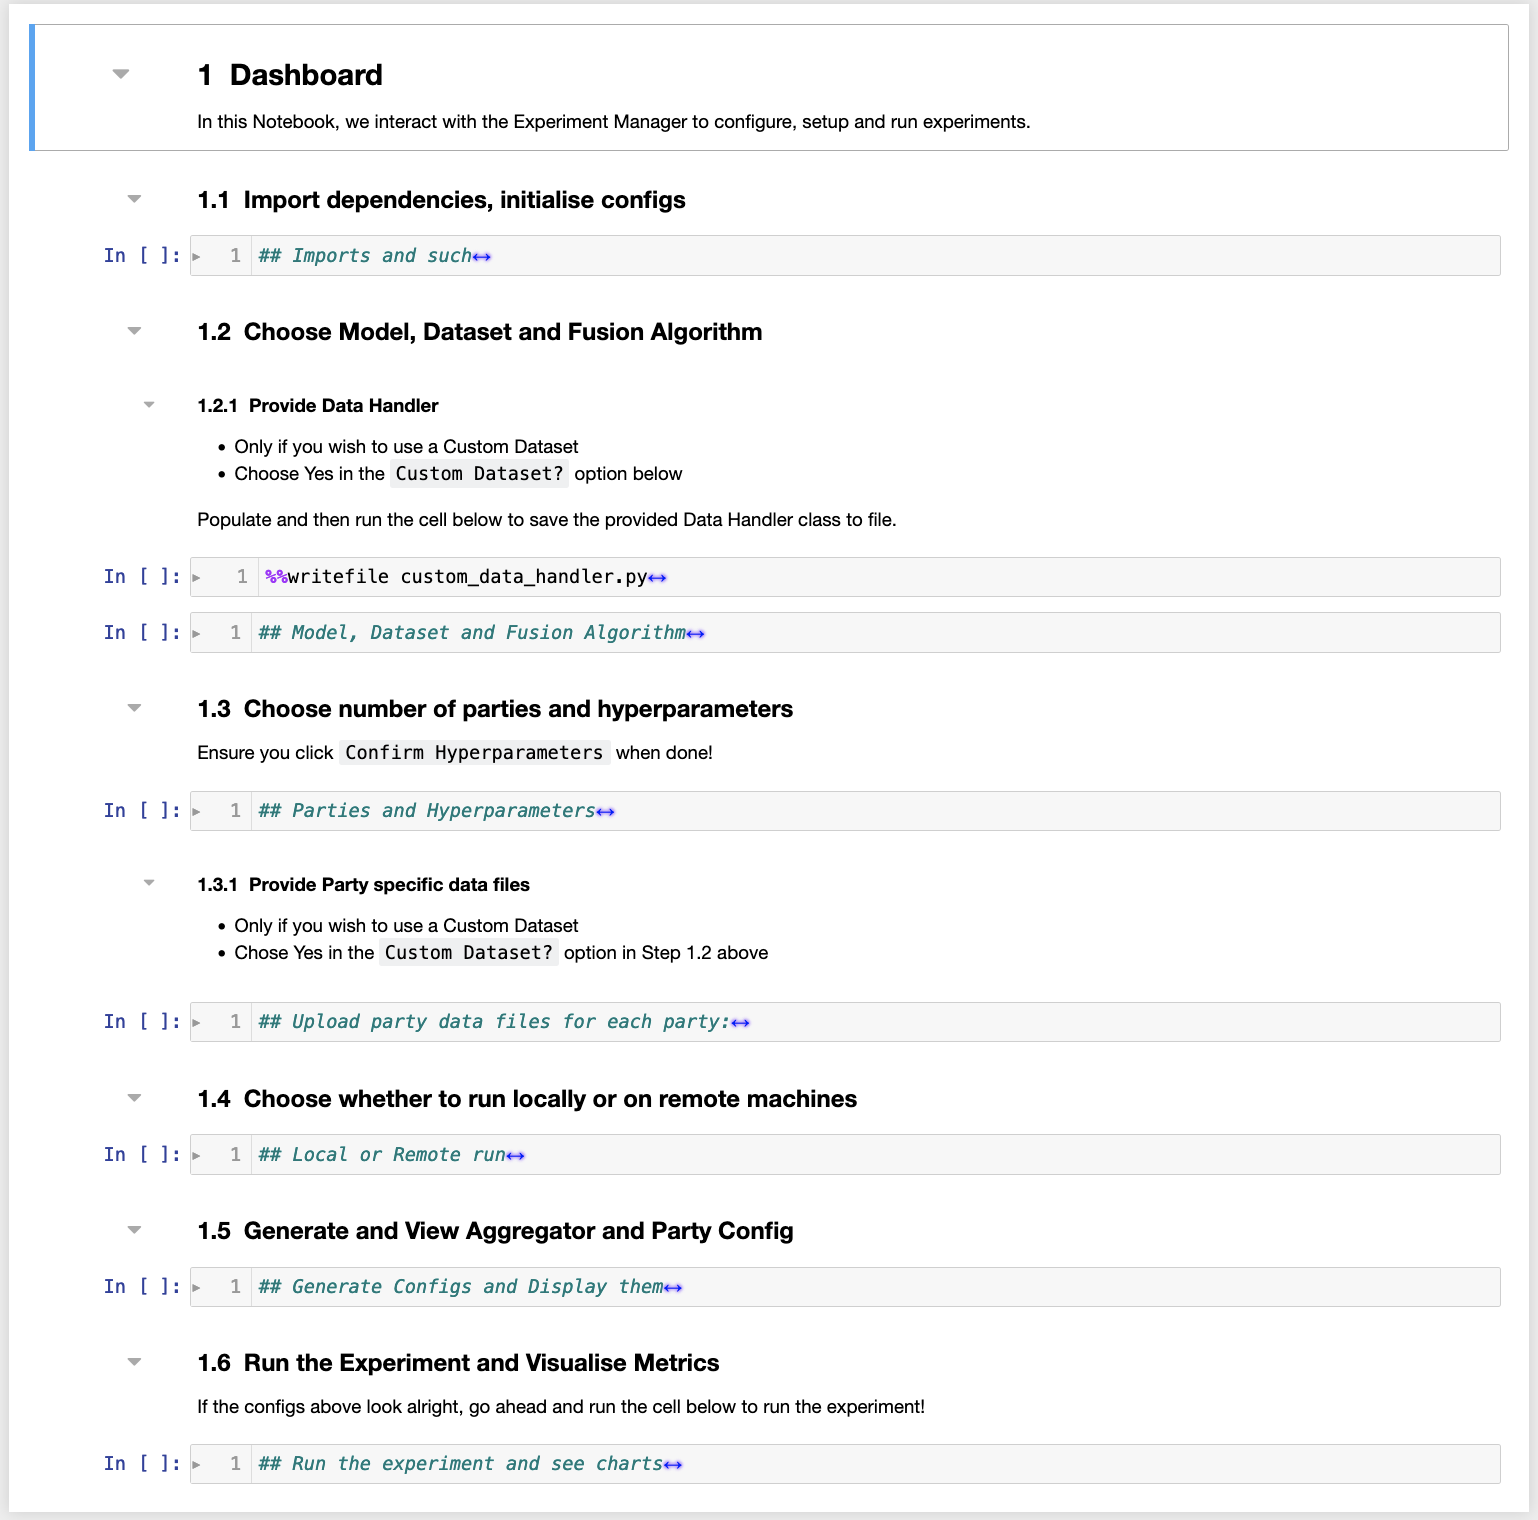 1 Dashboard
In this Notebook, we interact with the Experiment Manager to configure, setup and run experiments.
1.1 Import dependencies, initialise configs
In [ ]: 1 ## Imports and such↔
1.2 Choose Model, Dataset and Fusion Algorithm
1.2.1 Provide Data Handler
• Only if you wish to use a Custom Dataset
• Choose Yes in the Custom Dataset? option below
Populate and then run the cell below to save the provided Data Handler class to file.
In [ ]: 1 %%writefile custom_data_handler.py↔
In [ ]: 1 ## Model, Dataset and Fusion Algorithm↔
1.3 Choose number of parties and hyperparameters
Ensure you click Confirm Hyperparameters when done!
In [ ]: 1 ## Parties and Hyperparameters↔
1.3.1 Provide Party specific data files
• Only if you wish to use a Custom Dataset
• Chose Yes in the Custom Dataset? option in Step 1.2 above
In [ ]: 1 ## Upload party data files for each party:↔
1.4 Choose whether to run locally or on remote machines
In [ ]: 1 ## Local or Remote run↔
1.5 Generate and View Aggregator and Party Config
In [ ]: 1 ## Generate Configs and Display them↔
1.6 Run the Experiment and Visualise Metrics
If the configs above look alright, go ahead and run the cell below to run the experiment!
In [ ]: 1 ## Run the experiment and see charts↔